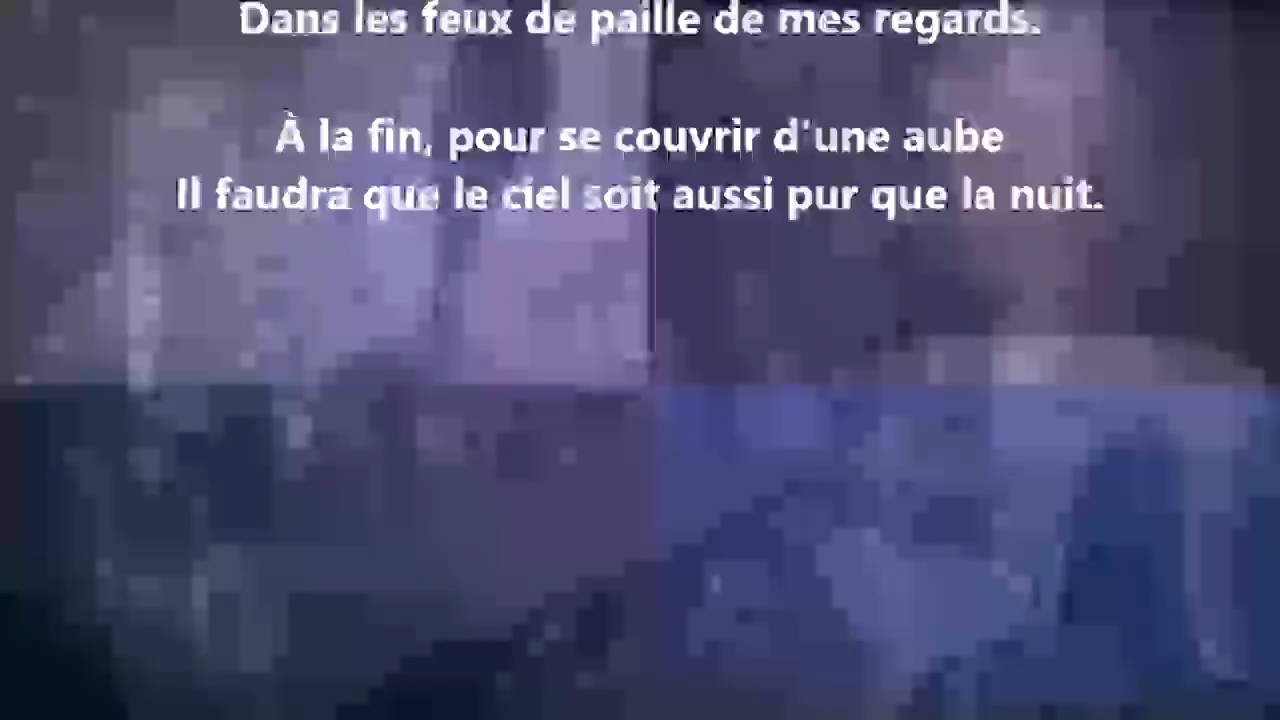 Dans les feux de paille de mes regards.
À la fin, pour se couvrir d'une aube
Il faudra que le ciel soit aussi pur que la nuit.